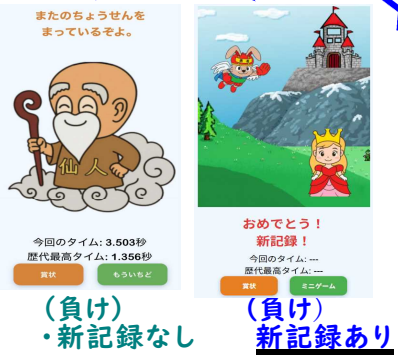 またのちょうせんを
まっているぞよ。
仙人
今回のタイム: 3.503秒
歴代最高タイム: 1.356秒
賞状
もういちど
(負け)
・新記録なし
おめでとう！
新記録！
今回のタイム: ---
歴代最高タイム: ---
賞状
ミニゲーム
(負け)
新記録あり